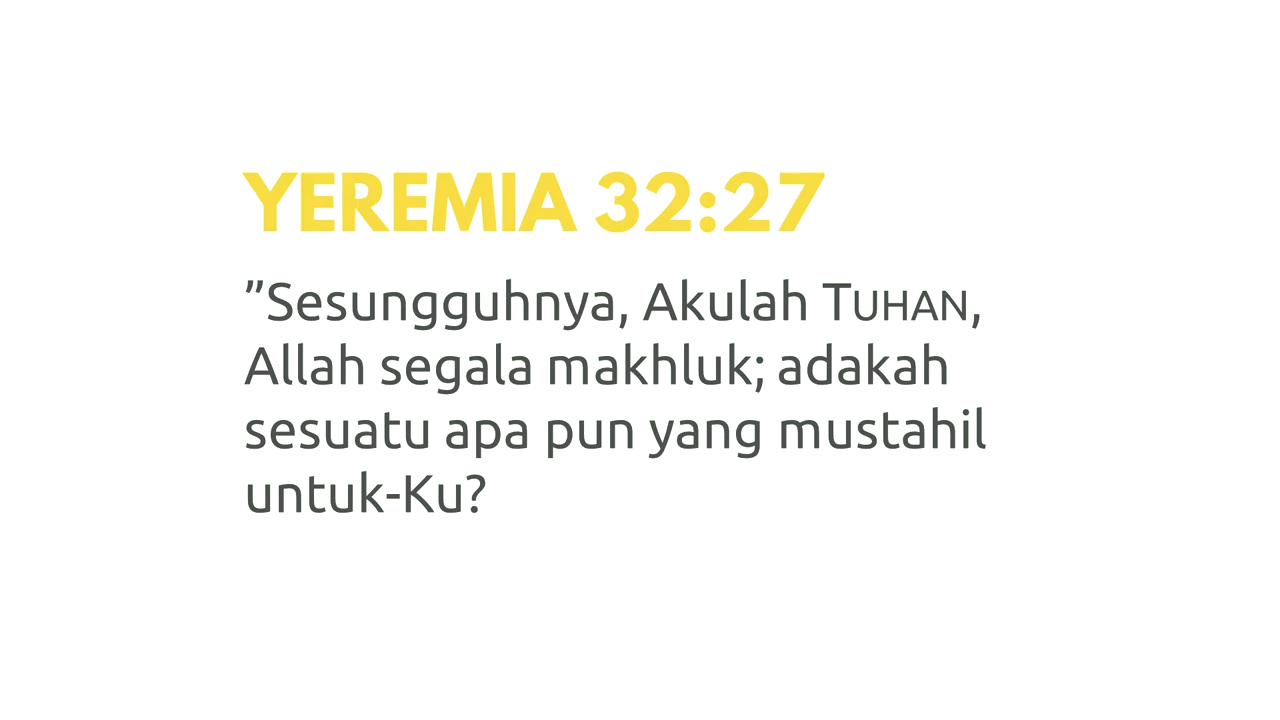 YEREMIA 32:27
”Sesungguhnya, Akulah TUHAN,
Allah segala makhluk; adakah
sesuatu apa pun yang mustahil
untuk-Ku?